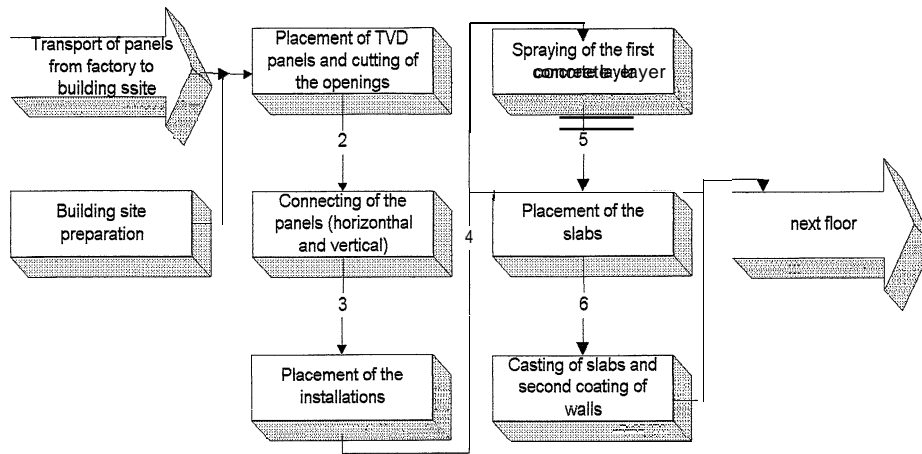 Transport of panels
from factory to
building ssite
Building site
preparation
Placement of TVD
panels and cutting of
the openings
2
Connecting of the
panels (horizonthal
and vertical)
3
Placement of the
installations
4
Spraying of the first
concrete layer
5
Placement of the
slabs
6
Casting of slabs and
second coating of
walls
next floor